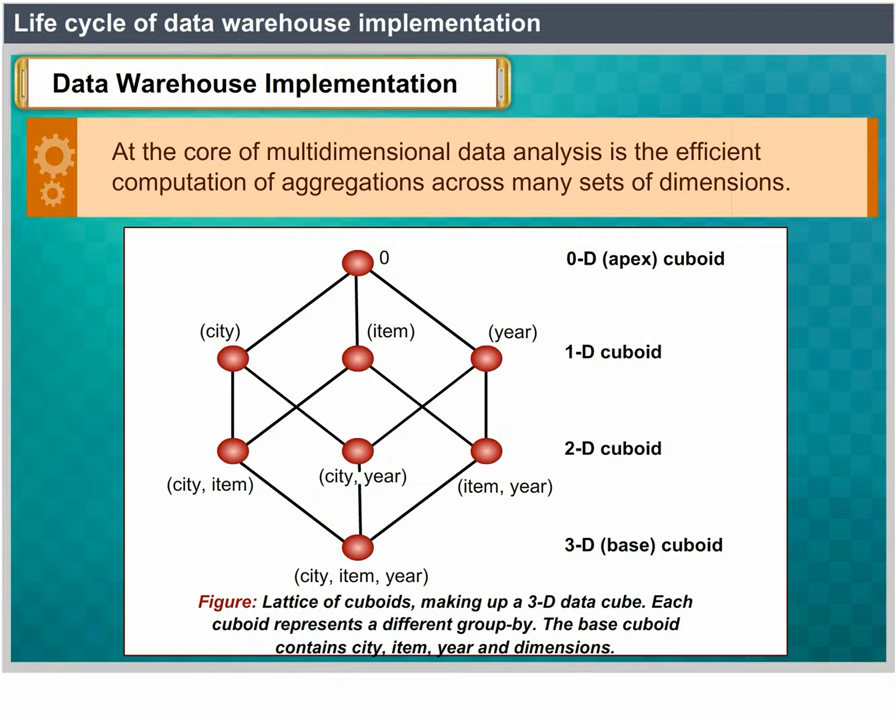 Life cycle of data warehouse implementation
Data Warehouse Implementation
At the core of multidimensional data analysis is the efficient
computation of aggregations across many sets of dimensions.
0
0-D (apex) cuboid
(city)
(item)
(year)
1-D cuboid
2-D cuboid
(city, item)
(city, year)
(item, year)
3-D (base) cuboid
(city, item, year)
Figure: Lattice of cuboids, making up a 3-D data cube. Each
cuboid represents a different group-by. The base cuboid
contains city, item, year and dimensions.